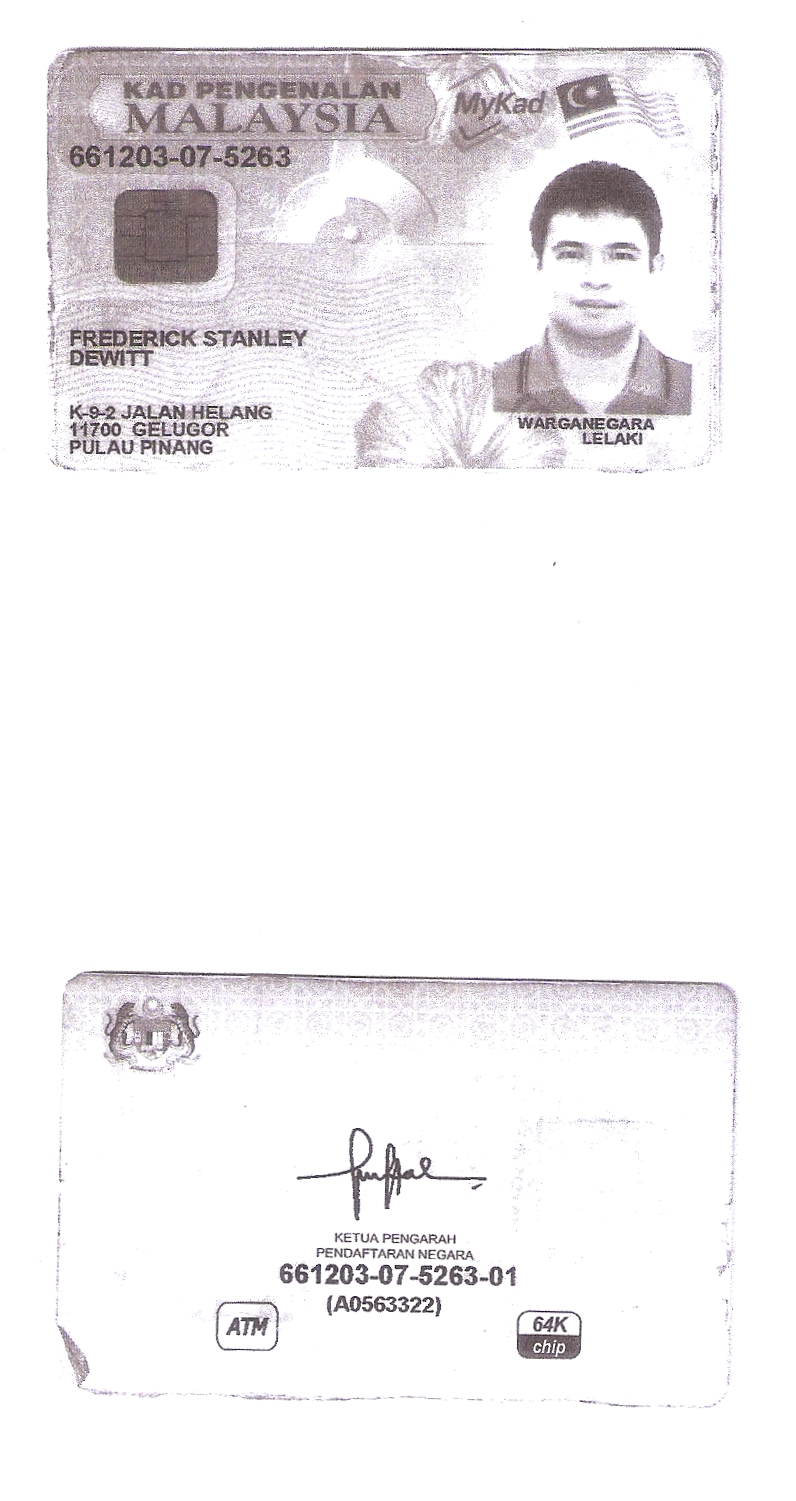 KAD PENGENALAN
MALAYSIA
MyKad
661203-07-5263
FREDERICK STANLEY
DEWITT
K-9-2 JALAN HELANG
11700 GELUGOR
PULAU PINANG
WARGANEGARA
LELAKI
KETUA PENGARAH
PENDAFTARAN NEGARA
661203-07-5263-01
(A0563322)
ATM
64K
chip